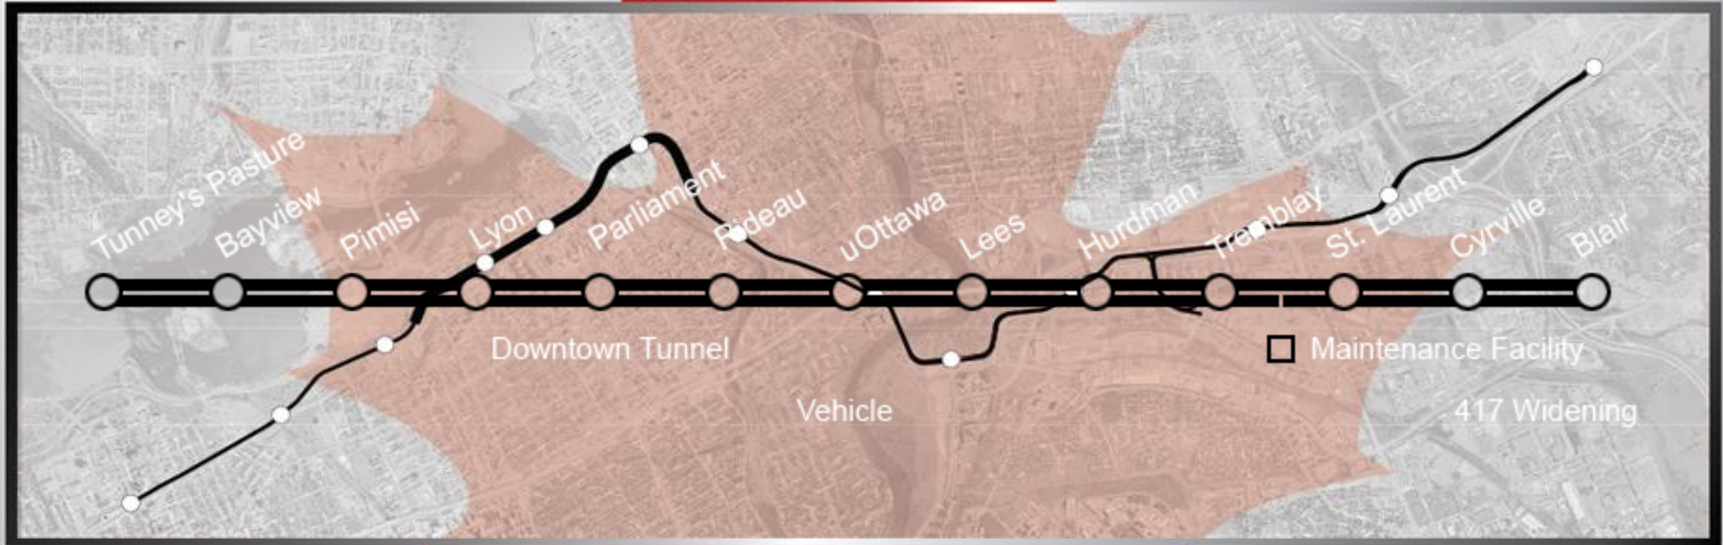 Tunney's Pasture
Bayview
Pimisi
Lyon
Parliament
Rideau
uOttawa
Lees
Hurdman
Tremblay
St. Laurent
Cyrville
Blair
Downtown Tunnel
Maintenance Facility
Vehicle
417 Widening